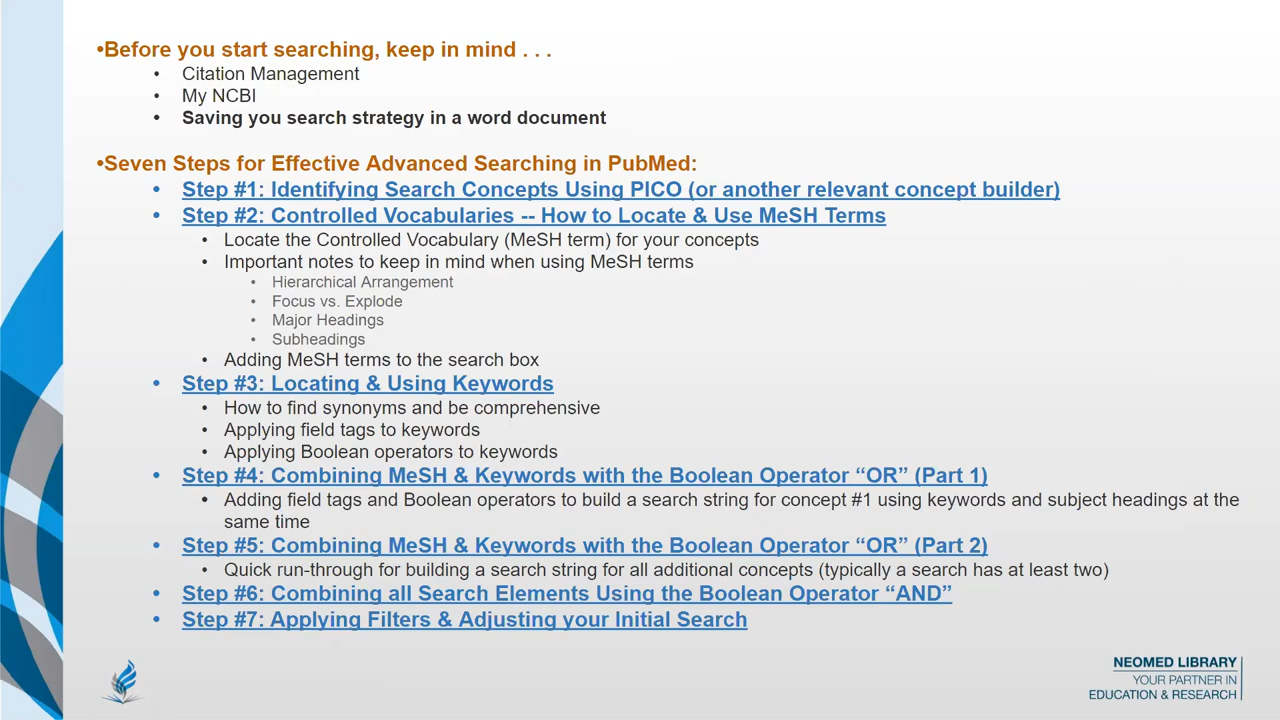 •Before you start searching, keep in mind . . .
• Citation Management
• My NCBI
• Saving you search strategy in a word document
•Seven Steps for Effective Advanced Searching in PubMed:
• Step #1: Identifying Search Concepts Using PICO (or another relevant concept builder)
• Step #2: Controlled Vocabularies -- How to Locate & Use MeSH Terms
• Locate the Controlled Vocabulary (MeSH term) for your concepts
• Important notes to keep in mind when using MeSH terms
• Hierarchical Arrangement
• Focus vs. Explode
• Major Headings
• Subheadings
• Adding MeSH terms to the search box
• Step #3: Locating & Using Keywords
• How to find synonyms and be comprehensive
• Applying field tags to keywords
• Applying Boolean operators to keywords
• Step #4: Combining MeSH & Keywords with the Boolean Operator “OR” (Part 1)
• Adding field tags and Boolean operators to build a search string for concept #1 using keywords and subject headings at the
same time
• Step #5: Combining MeSH & Keywords with the Boolean Operator “OR” (Part 2)
• Quick run-through for building a search string for all additional concepts (typically a search has at least two)
• Step #6: Combining all Search Elements Using the Boolean Operator “AND”
• Step #7: Applying Filters & Adjusting your Initial Search
NEOMED LIBRARY
YOUR PARTNER IN
EDUCATION & RESEARCH